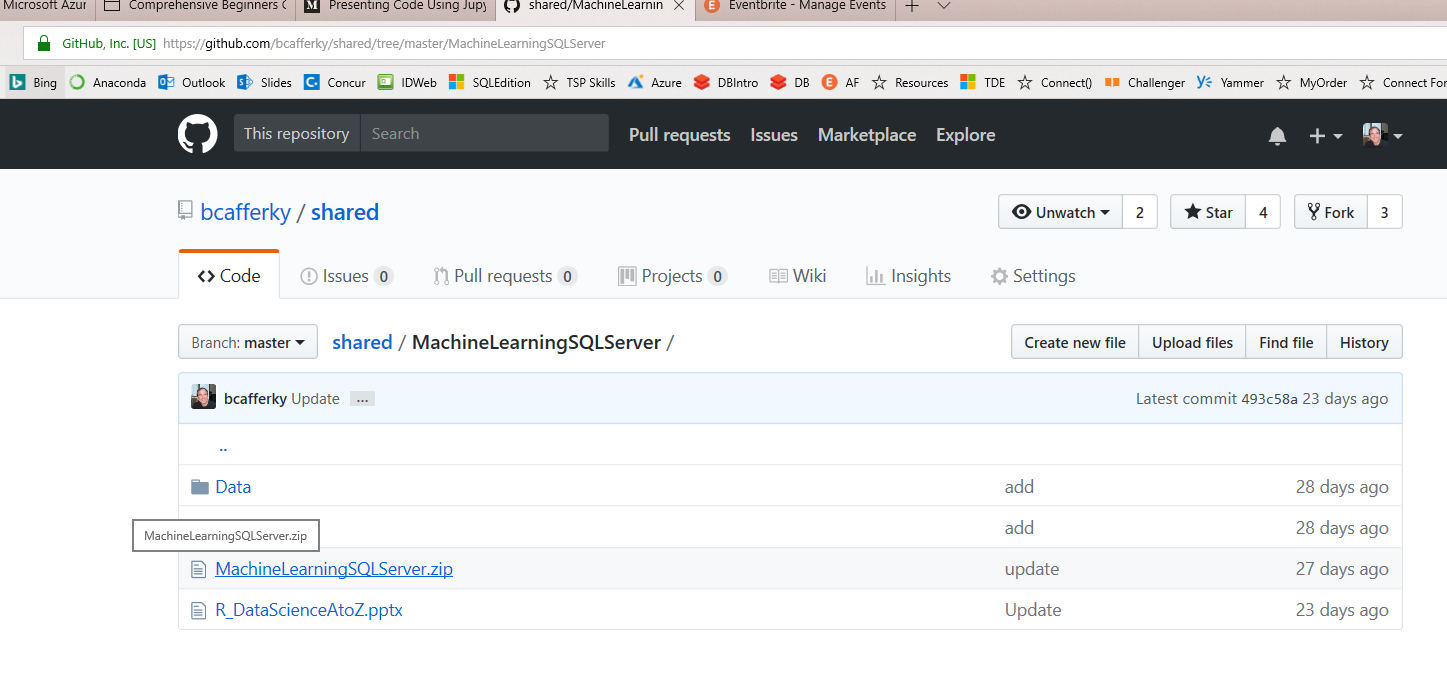 Microsoft Azur Comprehensive Beginners G M Presenting Code Using Jupy shared/MachineLearnin E Eventbrite - Manage Events
GitHub, Inc. [US] https://github.com/bcafferky/shared/tree/master/MachineLearningSQLServer
Bing Anaconda Outlook Slides Concur IDWeb SQLEdition TSP Skills Azure DBIntro DB AF Resources TDE Connect() Challenger Yammer MyOrder Connect For
This repository Search Pull requests Issues Marketplace Explore
bcafferky / shared Unwatch 2 Star 4 Fork 3
Code Issues 0 Pull requests 0 Projects 0 Wiki Insights Settings
Branch: master shared / MachineLearningSQLServer / Create new file Upload files Find file History
bcafferky Update ... Latest commit 493c58a 23 days ago
..
Data add 28 days ago
add 28 days ago
MachineLearningSQLServer.zip
MachineLearningSQLServer.zip update 27 days ago
R_DataScienceAtoZ.pptx Update 23 days ago